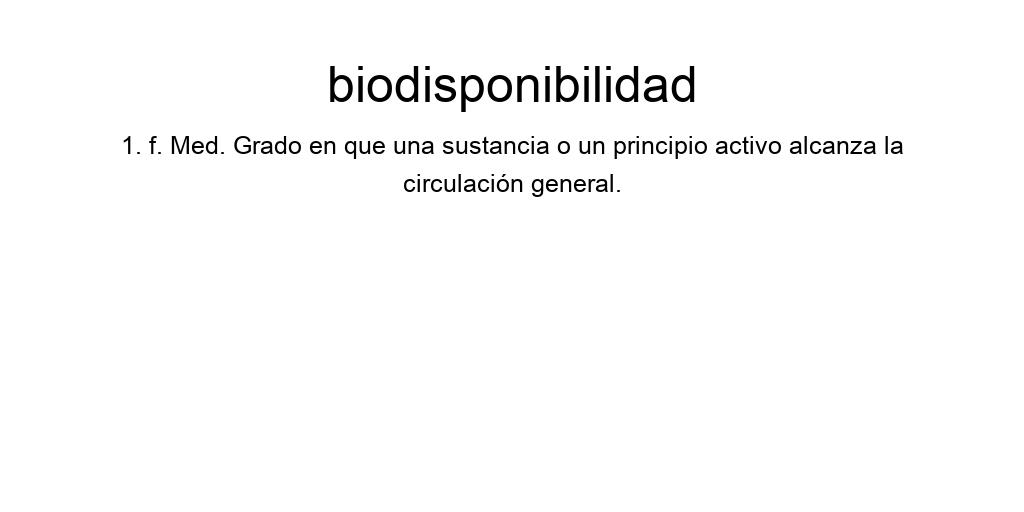 biodisponibilidad
1. f. Med. Grado en que una sustancia o un principio activo alcanza la
circulación general.